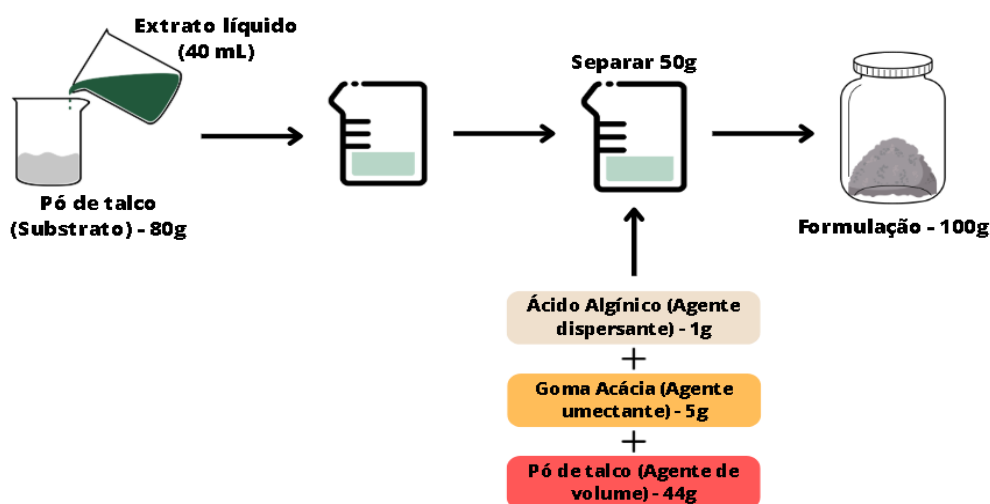 Extrato líquido
(40 mL)
Separar 50g
Pó de talco
(Substrato) - 80g
Formulação - 100g
Ácido Algínico (Agente
dispersante) - 1g
+
Goma Acácia (Agente
umectante) - 5g
+
Pó de talco (Agente de
volume) - 44g